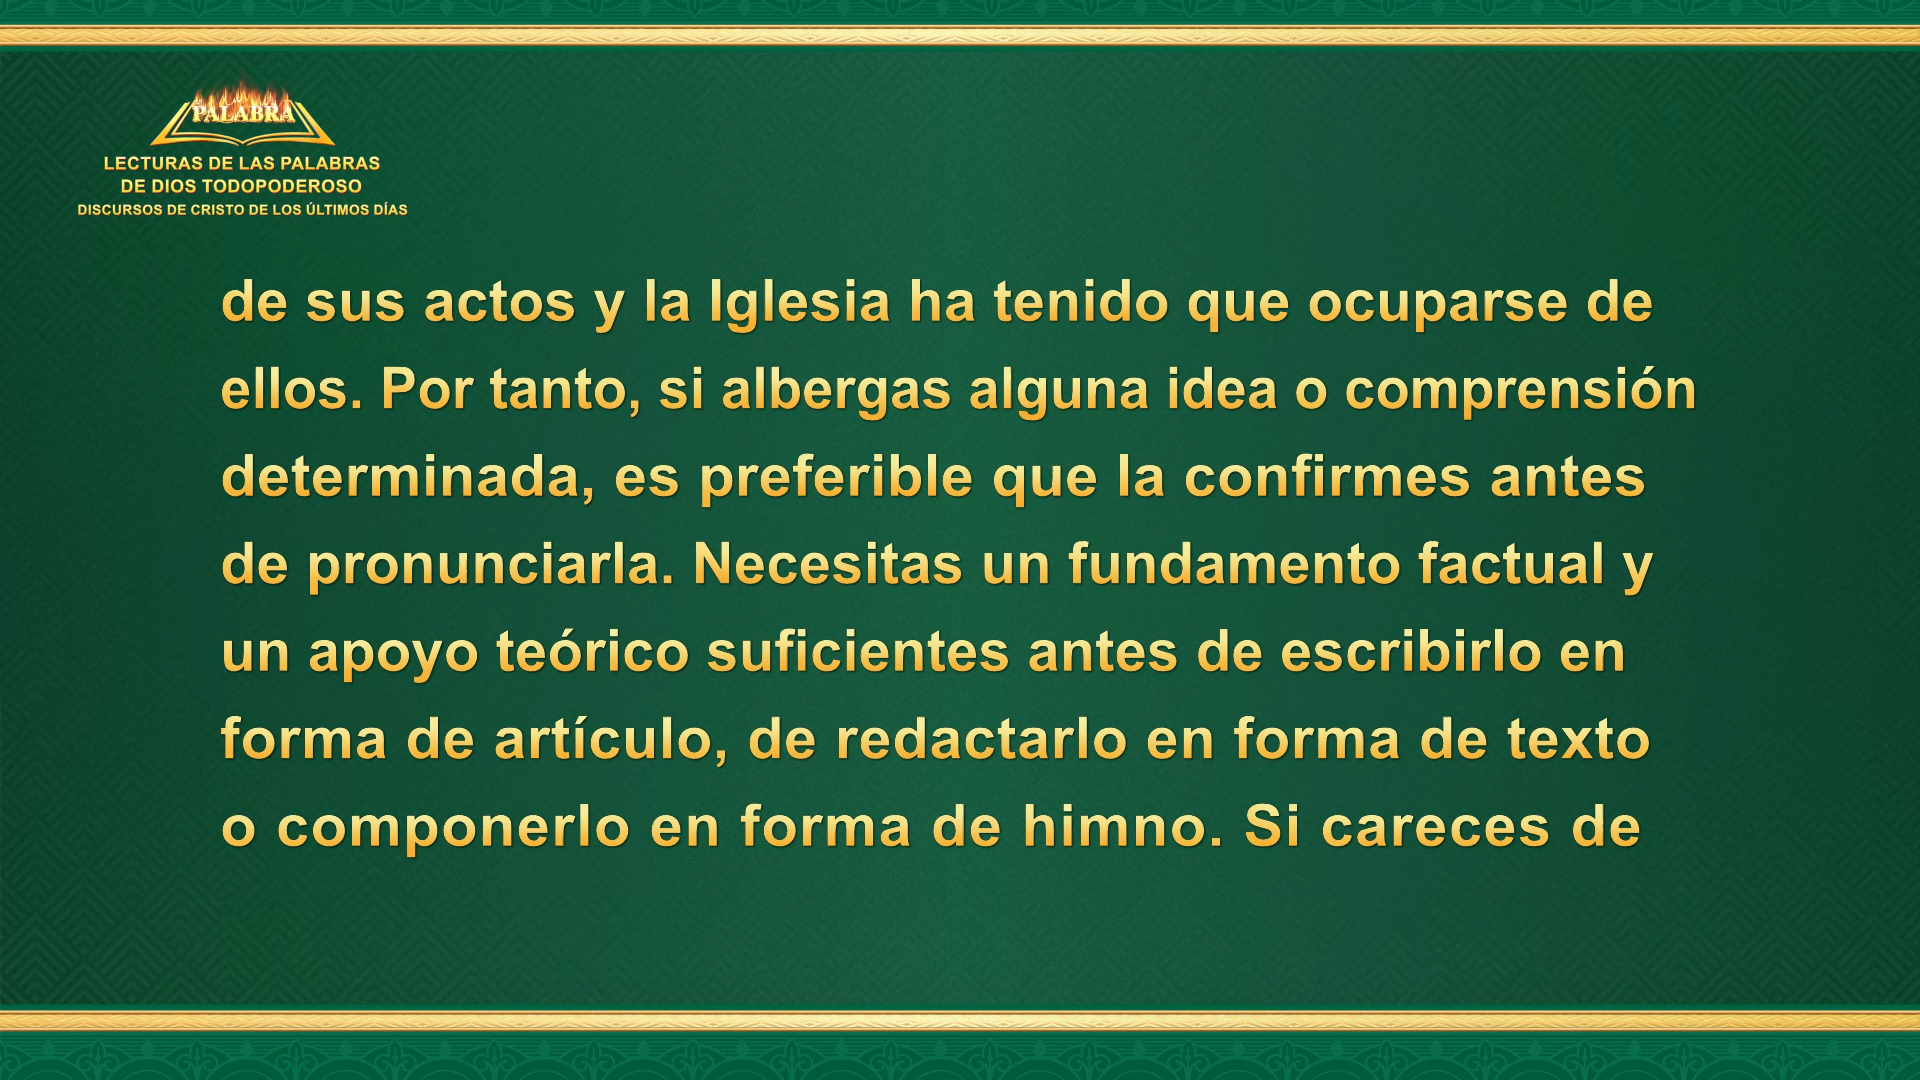 PALABRA
LECTURAS DE LAS PALABRAS
DE DIOS TODOPODEROSO
DISCURSOS DE CRISTO DE LOS ÚLTIMOS DÍAS
de sus actos y la Iglesia ha tenido que ocuparse de
ellos. Por tanto, si albergas alguna idea o comprensión
determinada, es preferible que la confirmes antes
de pronunciarla. Necesitas un fundamento factual y
un apoyo teórico suficientes antes de escribirlo en
forma de artículo, de redactarlo en forma de texto
o componerlo en forma de himno. Si careces de